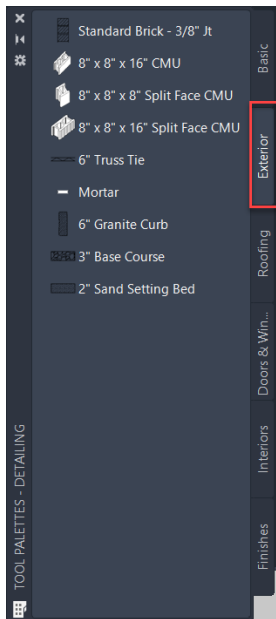 Standard Brick - 3/8" Jt
8" x 8" x 16" CMU
8" x 8" x 8" Split Face CMU
8" x 8" x 16" Split Face CMU
6" Truss Tie
Mortar
6" Granite Curb
3" Base Course
2" Sand Setting Bed
Basic
Exterior
Roofing
Doors & Win...
Interiors
Finishes
TOOL PALETTES - DETAILING